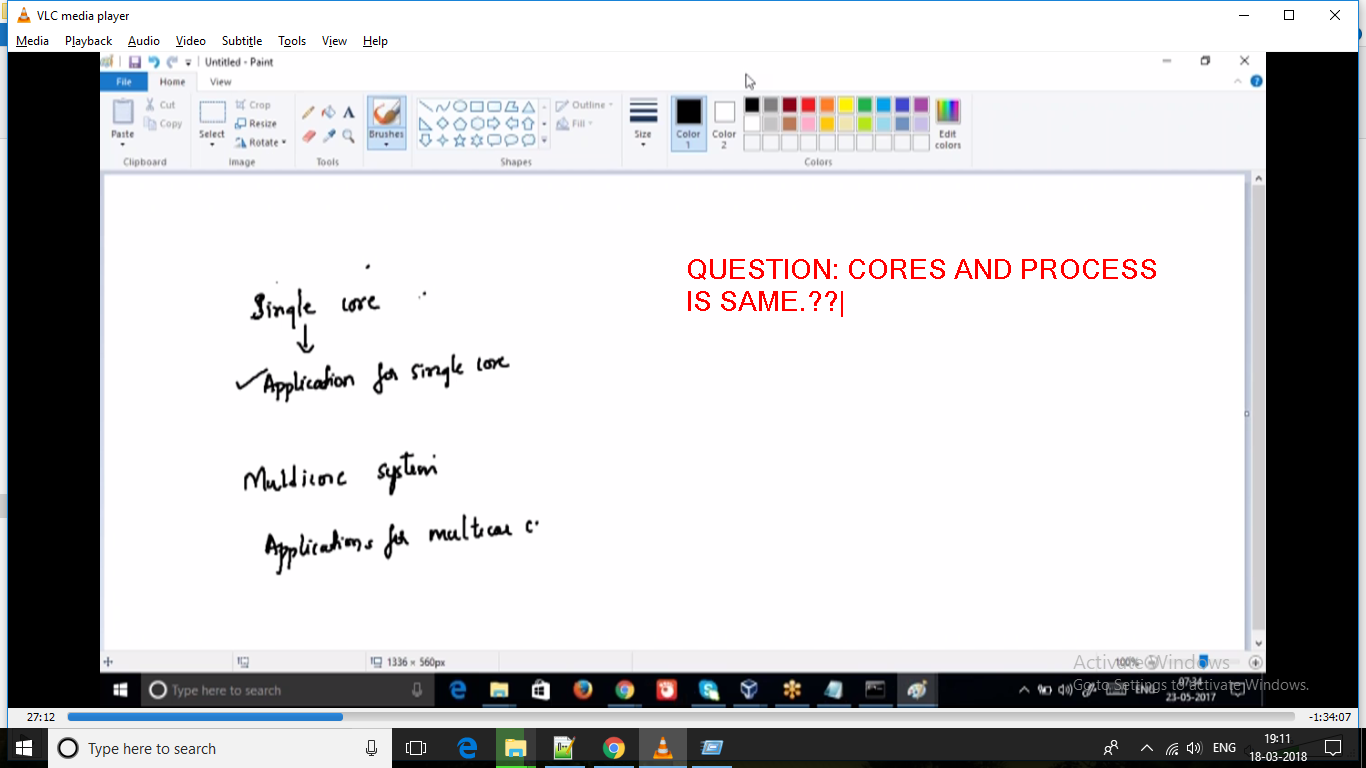 VLC media player
Media Playback Audio Video Subtitle Tools View Help
Untitled - Paint
File Home View
Paste
Cut
Copy
Clipboard
Select
Crop
Resize
Rotate
Image
A
Tools
Brushes
Shapes
Outline
Fill
Size
Color
1
Color
2
Edit
colors
Colors
Single core
Application for single core
Multicore system
Applications for
QUESTION: CORES AND PROCESS
IS SAME.??
1336 × 560px
100%
Activate Windows
Go to Settings to activate Windows.
Type here to search
ENG
07:34
23-05-2017
27:12
-1:34:07
Type here to search
ENG
19:11
18-03-2018